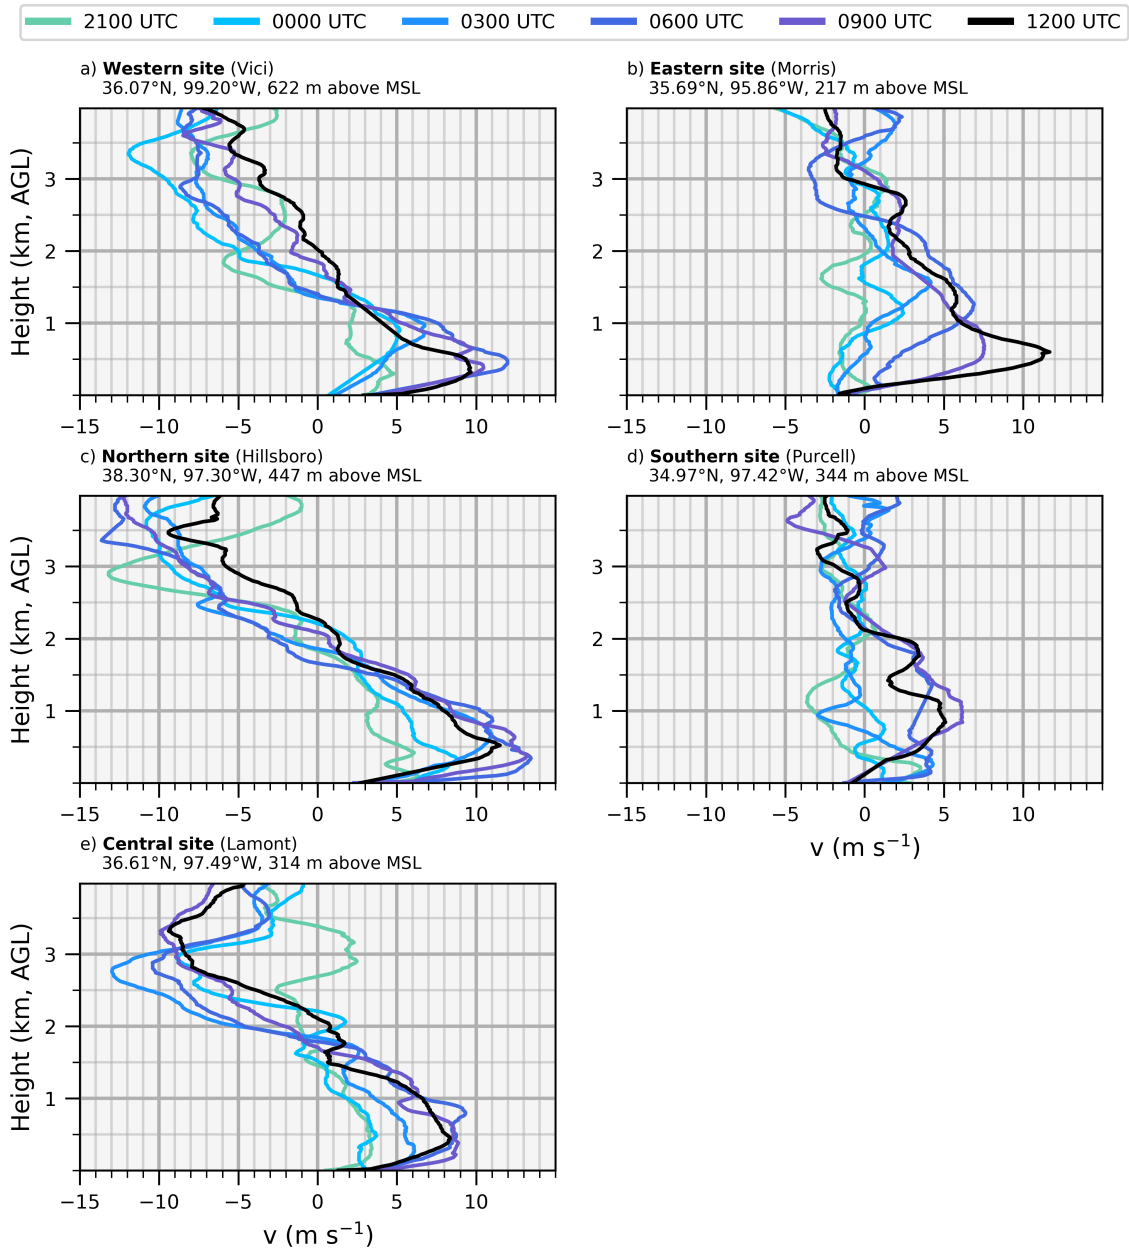 2100 UTC 0000 UTC 0300 UTC 0600 UTC 0900 UTC 1200 UTC
a) Western site (Vici)
36.07°N, 99.20°W, 622 m above MSL
Height (km, AGL)
3
2
1
−15 −10 −5 0 5 10
b) Eastern site (Morris)
35.69°N, 95.86°W, 217 m above MSL
3
2
1
−15 −10 −5 0 5 10
c) Northern site (Hillsboro)
38.30°N, 97.30°W, 447 m above MSL
Height (km, AGL)
3
2
1
−15 −10 −5 0 5 10
d) Southern site (Purcell)
34.97°N, 97.42°W, 344 m above MSL
3
2
1
−15 −10 −5 0 5 10
v (m s⁻¹)
e) Central site (Lamont)
36.61°N, 97.49°W, 314 m above MSL
Height (km, AGL)
3
2
1
−15 −10 −5 0 5 10
v (m s⁻¹)